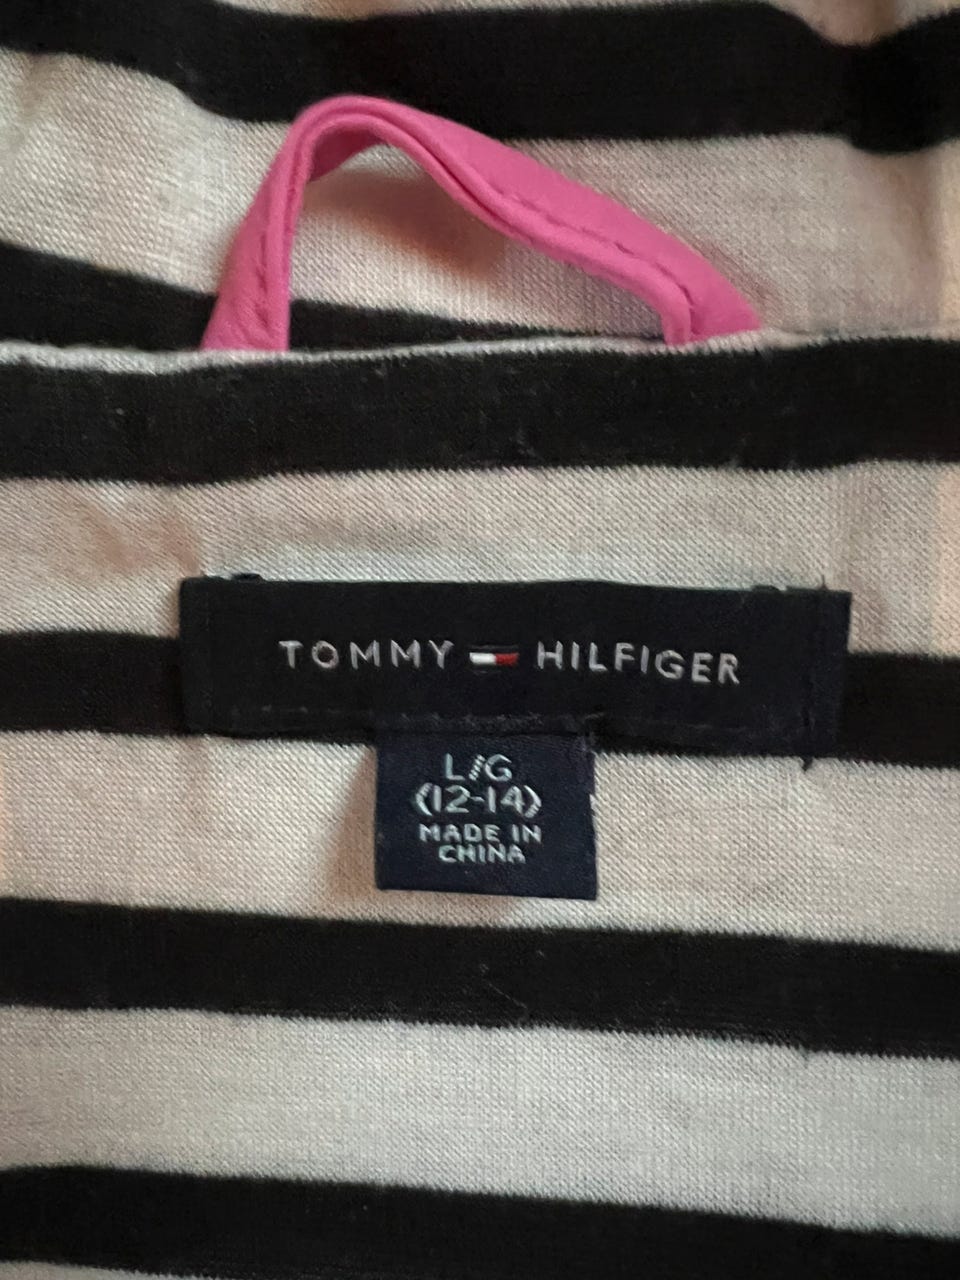 TOMMY HILFIGER
L/G
(12-14)
MADE IN
CHINA